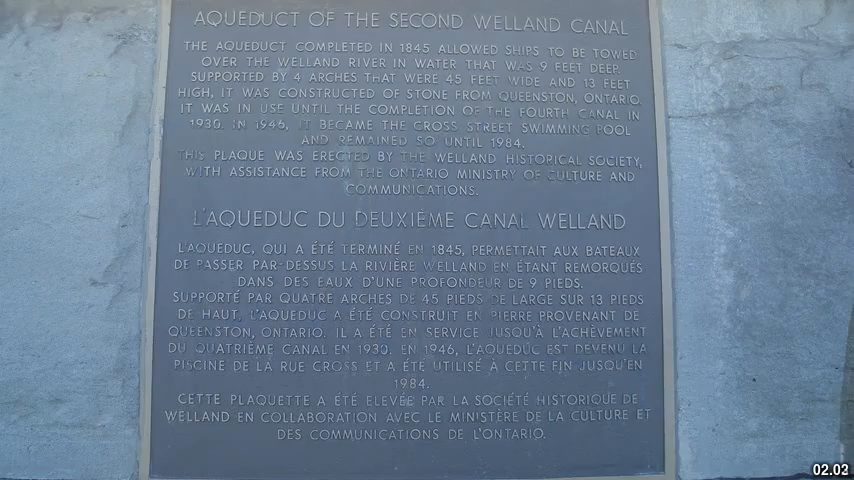 AQUEDUCT OF THE SECOND WELLAND CANAL
THE AQUEDUCT COMPLETED IN 1845 ALLOWED SHIPS TO BE TOWED
OVER THE WELLAND RIVER IN WATER THAT WAS 9 FEET DEEP.
SUPPORTED BY 4 ARCHES THAT WERE 45 FEET WIDE AND 13 FEET
HIGH, IT WAS CONSTRUCTED OF STONE FROM QUEENSTON, ONTARIO.
IT WAS IN USE UNTIL THE COMPLETION OF THE FOURTH CANAL IN
1930. IN 1946, IT BECAME THE CROSS STREET SWIMMING POOL
AND REMAINED SO UNTIL 1984.
THIS PLAQUE WAS ERECTED BY THE WELLAND HISTORICAL SOCIETY,
WITH ASSISTANCE FROM THE ONTARIO MINISTRY OF CULTURE AND
COMMUNICATIONS.
L'AQUEDUC DU DEUXIÈME CANAL WELLAND
L'AQUEDUC, QUI A ÉTÉ TERMINÉ EN 1845, PERMETTAIT AUX BATEAUX
DE PASSER PAR-DESSUS LA RIVIÈRE WELLAND EN ÉTANT REMORQUÉS
DANS DES EAUX D'UNE PROFONDEUR DE 9 PIEDS.
SUPPORTÉ PAR QUATRE ARCHES DE 45 PIEDS DE LARGE SUR 13 PIEDS
DE HAUT, L'AQUEDUC A ÉTÉ CONSTRUIT EN PIERRE PROVENANT DE
QUEENSTON, ONTARIO. IL A ÉTÉ EN SERVICE JUSQU'À L'ACHÈVEMENT
DU QUATRIÈME CANAL EN 1930. EN 1946, L'AQUEDUC EST DEVENU LA
PISCINE DE LA RUE CROSS ET A ÉTÉ UTILISÉ À CETTE FIN JUSQU'EN
1984.
CETTE PLAQUETTE A ÉTÉ ELEVÉE PAR LA SOCIÉTÉ HISTORIQUE DE
WELLAND EN COLLABORATION AVEC LE MINISTÈRE DE LA CULTURE ET
DES COMMUNICATIONS DE L'ONTARIO.
02.02